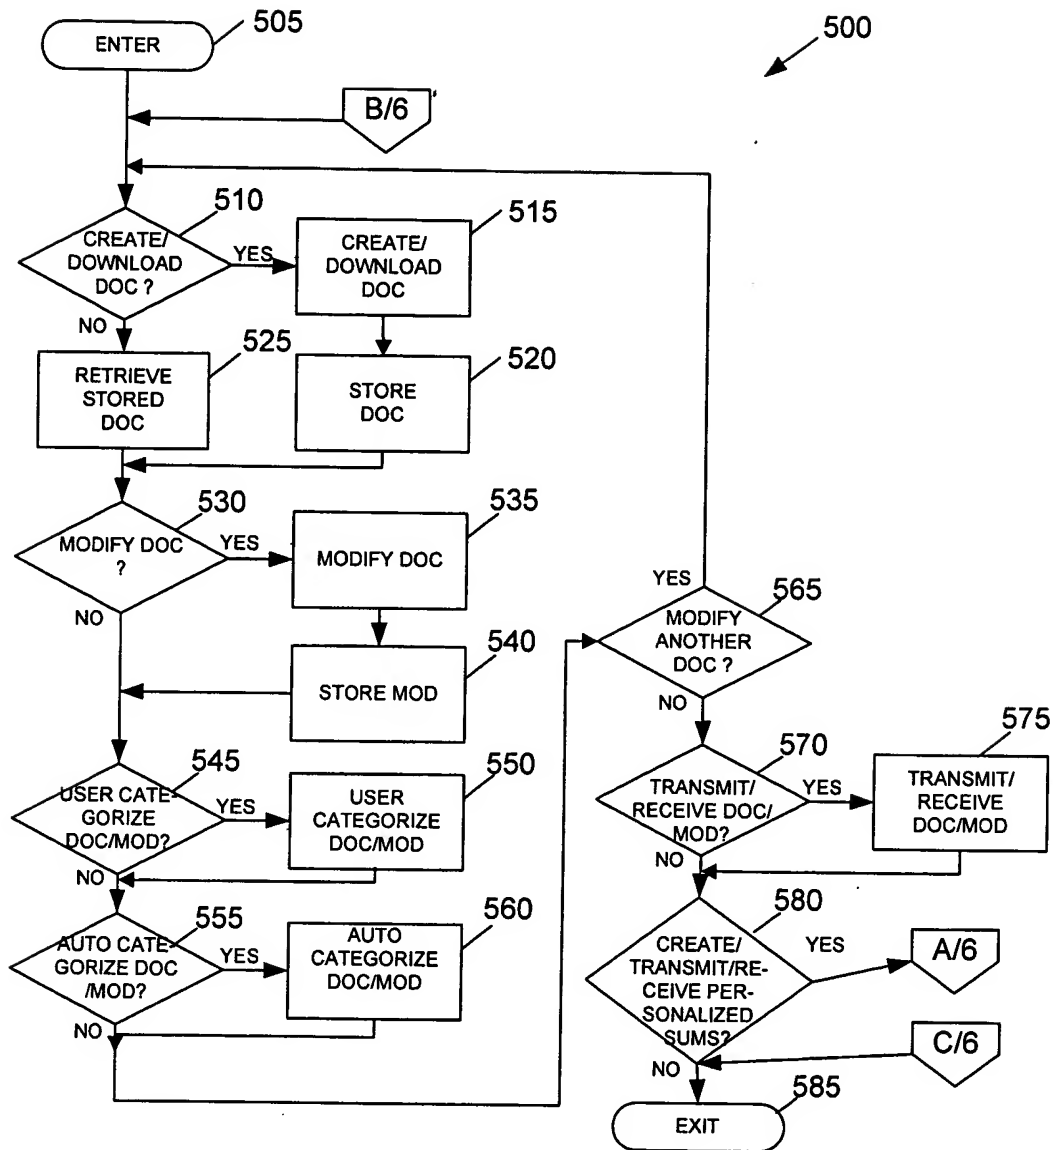 ENTER
505
500
B/6
510
CREATE/
DOWNLOAD
DOC ?
YES
NO
515
CREATE/
DOWNLOAD
DOC
525
RETRIEVE
STORED
DOC
520
STORE
DOC
530
MODIFY DOC
?
YES
NO
535
MODIFY DOC
540
STORE MOD
545
USER CATE-
GORIZE
DOC/MOD?
YES
NO
550
USER
CATEGORIZE
DOC/MOD
555
AUTO CATE-
GORIZE DOC
/MOD?
YES
NO
560
AUTO
CATEGORIZE
DOC/MOD
YES
565
MODIFY
ANOTHER
DOC ?
NO
570
TRANSMIT/
RECEIVE DOC/
MOD?
YES
NO
575
TRANSMIT/
RECEIVE
DOC/MOD
580
CREATE/
TRANSMIT/RE-
CEIVE PER-
SONALIZED
SUMS?
YES
A/6
NO
C/6
585
EXIT